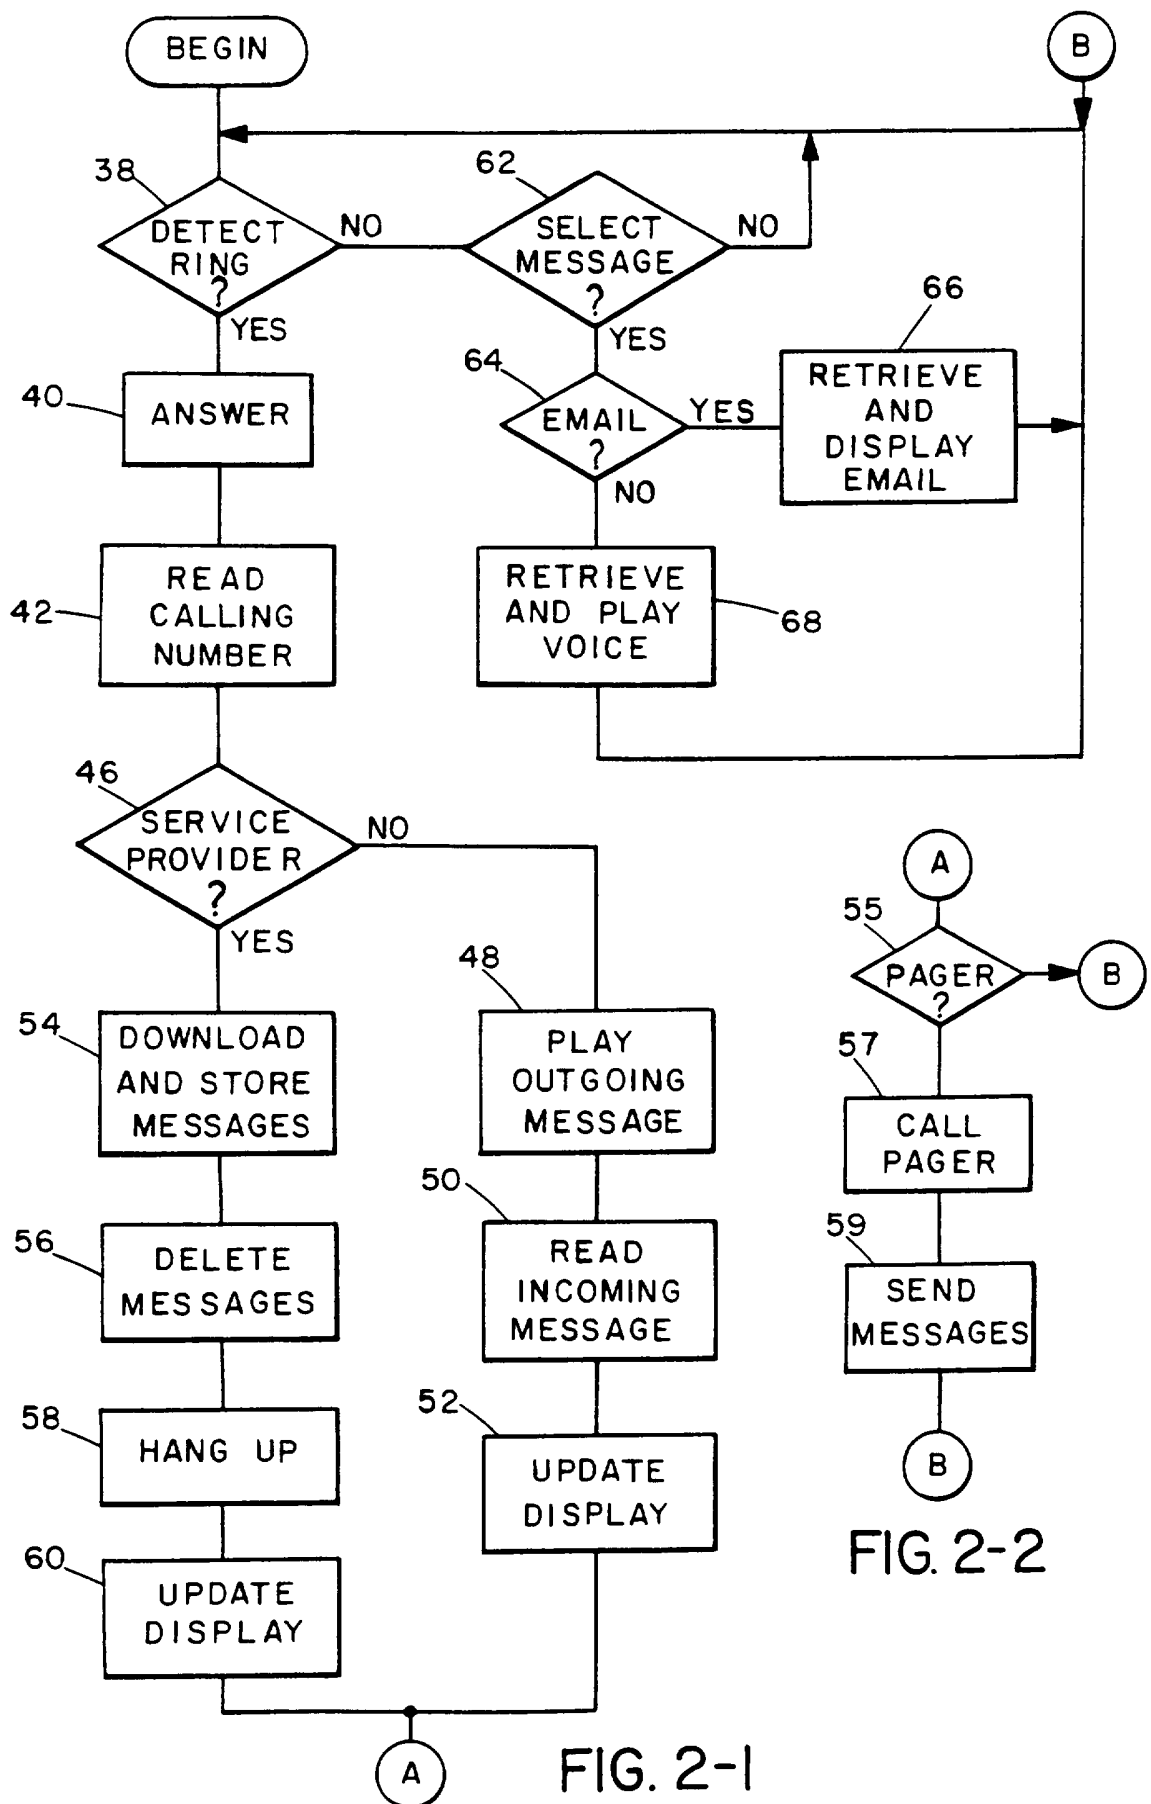 BEGIN
B
38
DETECT
RING
?
NO
YES
62
SELECT
MESSAGE
?
NO
YES
40
ANSWER
64
EMAIL
?
YES
NO
66
RETRIEVE
AND
DISPLAY
EMAIL
42
READ
CALLING
NUMBER
RETRIEVE
AND PLAY
VOICE
68
46
SERVICE
PROVIDER
?
NO
YES
54
DOWNLOAD
AND STORE
MESSAGES
48
PLAY
OUTGOING
MESSAGE
56
DELETE
MESSAGES
50
READ
INCOMING
MESSAGE
58
HANG UP
52
UPDATE
DISPLAY
60
UPDATE
DISPLAY
A
FIG. 2-1
A
55
PAGER
?
B
57
CALL
PAGER
59
SEND
MESSAGES
B
FIG. 2-2